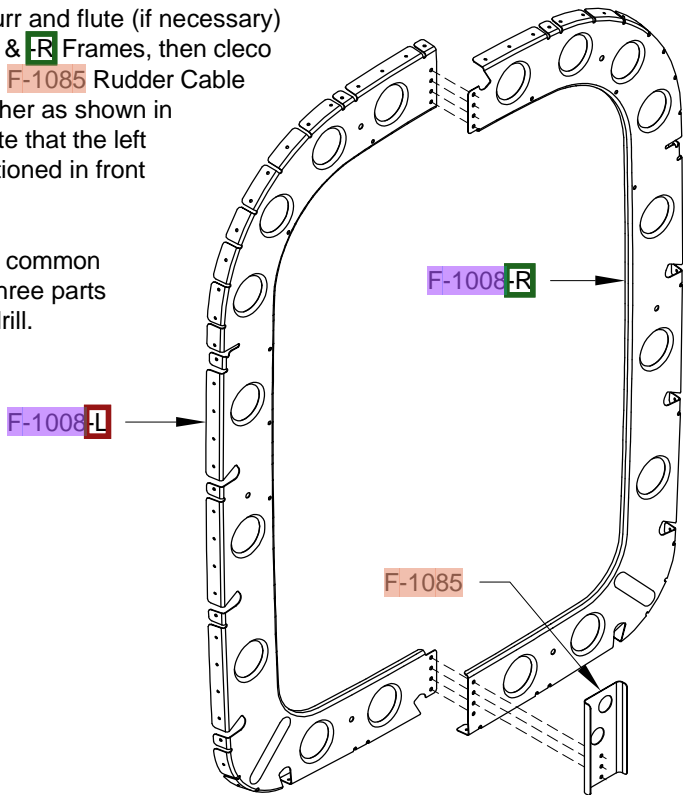 urr and flute (if necessary)
& -R Frames, then cleco
F-1085 Rudder Cable
her as shown in
te that the left
tioned in front
common
hree parts
drill.
F-1008-R
F-1008-L
F-1085